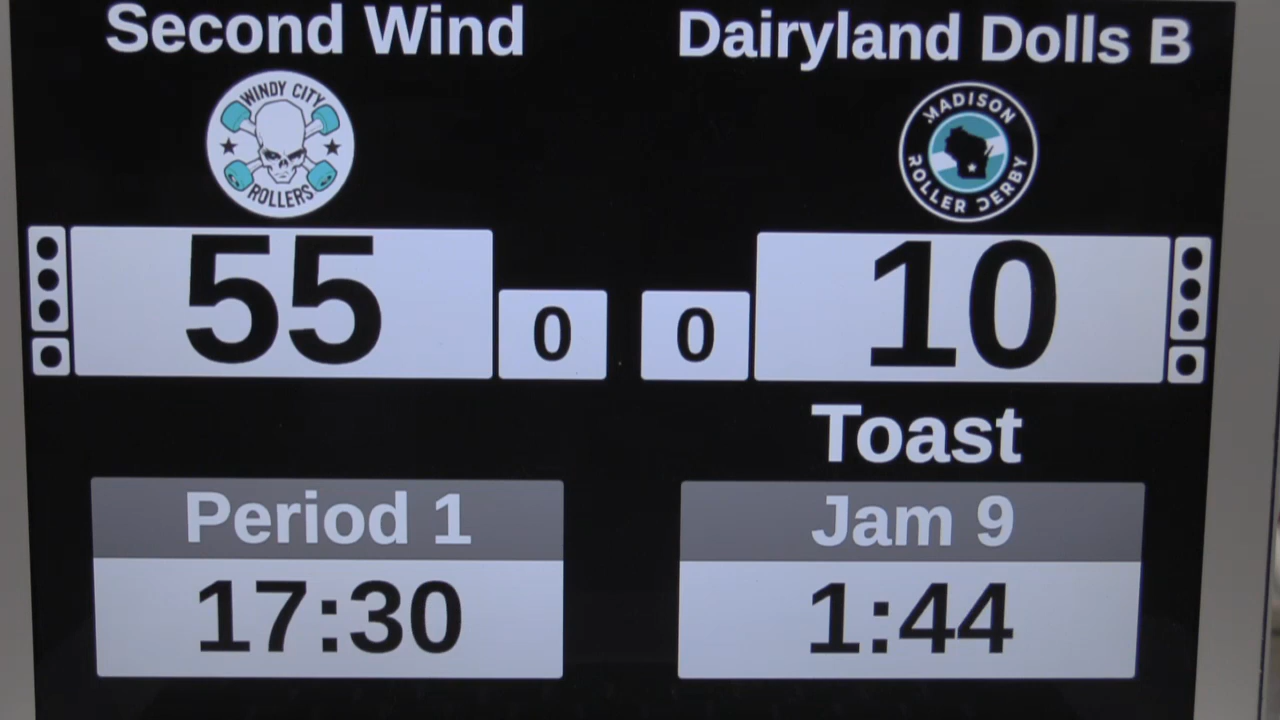 Second Wind
Dairyland Dolls B
WINDY CITY
ROLLERS
MADISON
ROLLER DERBY
55
0
0
10
Toast
Period 1
Jam 9
17:30
1:44